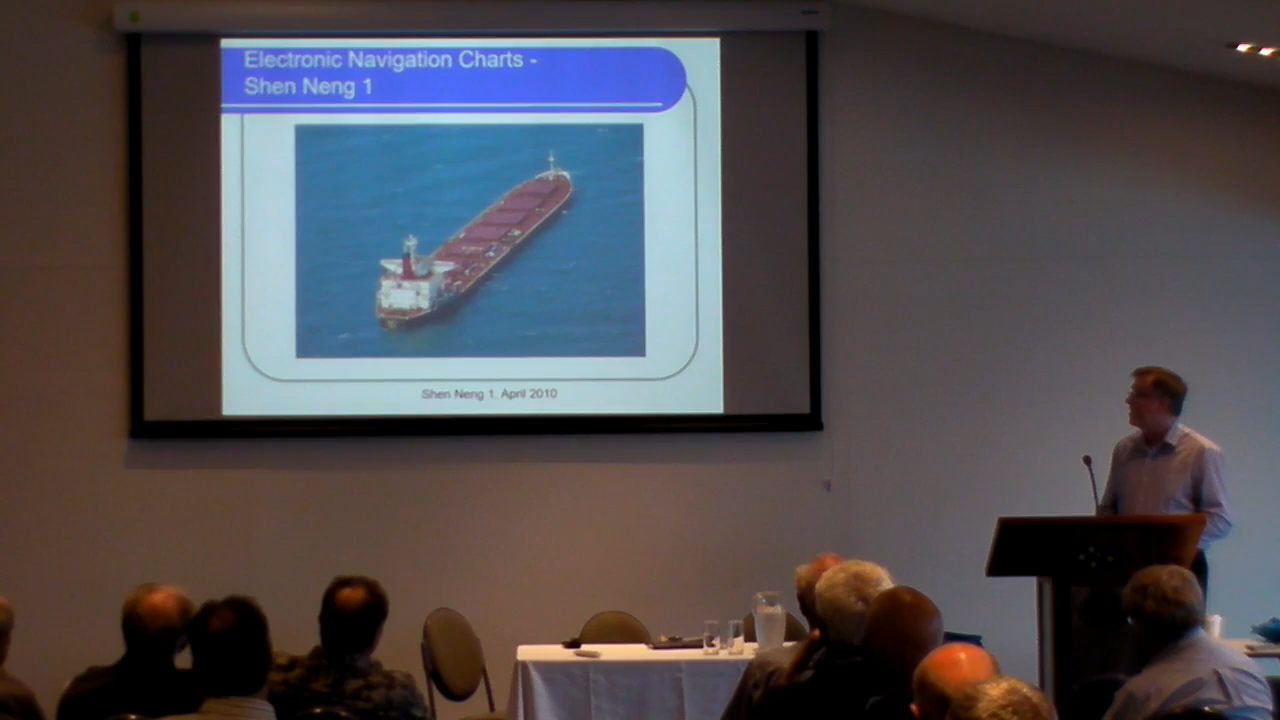 Electronic Navigation Charts -
Shen Neng 1
Shen Neng 1. April 2010